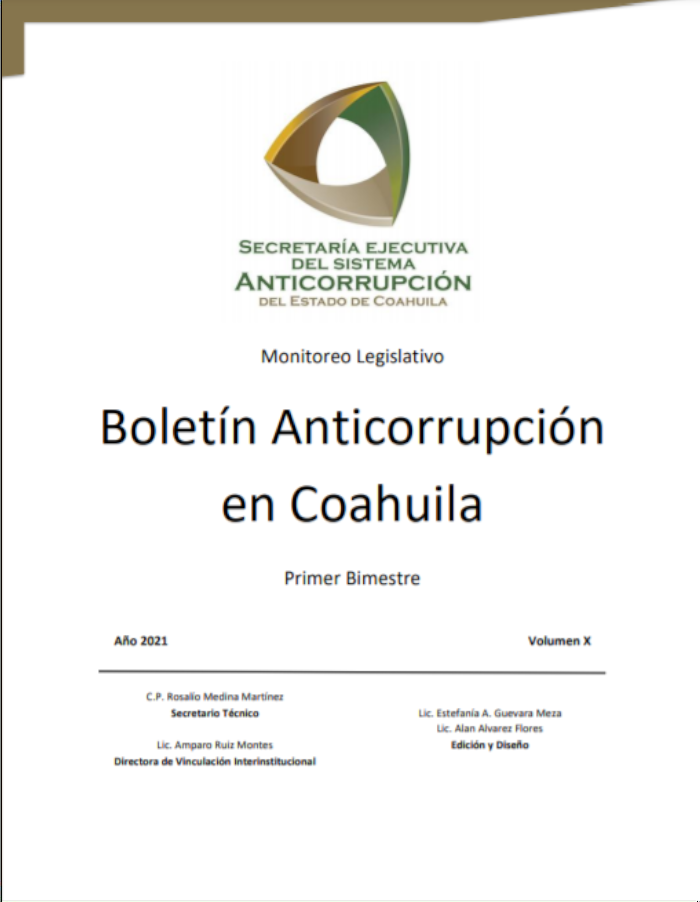 SECRETARÍA EJECUTIVA
DEL SISTEMA
ANTICORRUPCIÓN
DEL ESTADO DE COAHUILA
Monitoreo Legislativo
Boletín Anticorrupción
en Coahuila
Primer Bimestre
Año 2021
Volumen X
C.P. Rosalío Medina Martínez
Secretario Técnico
Lic. Amparo Ruiz Montes
Directora de Vinculación Interinstitucional
Lic. Estefanía A. Guevara Meza
Lic. Alan Alvarez Flores
Edición y Diseño